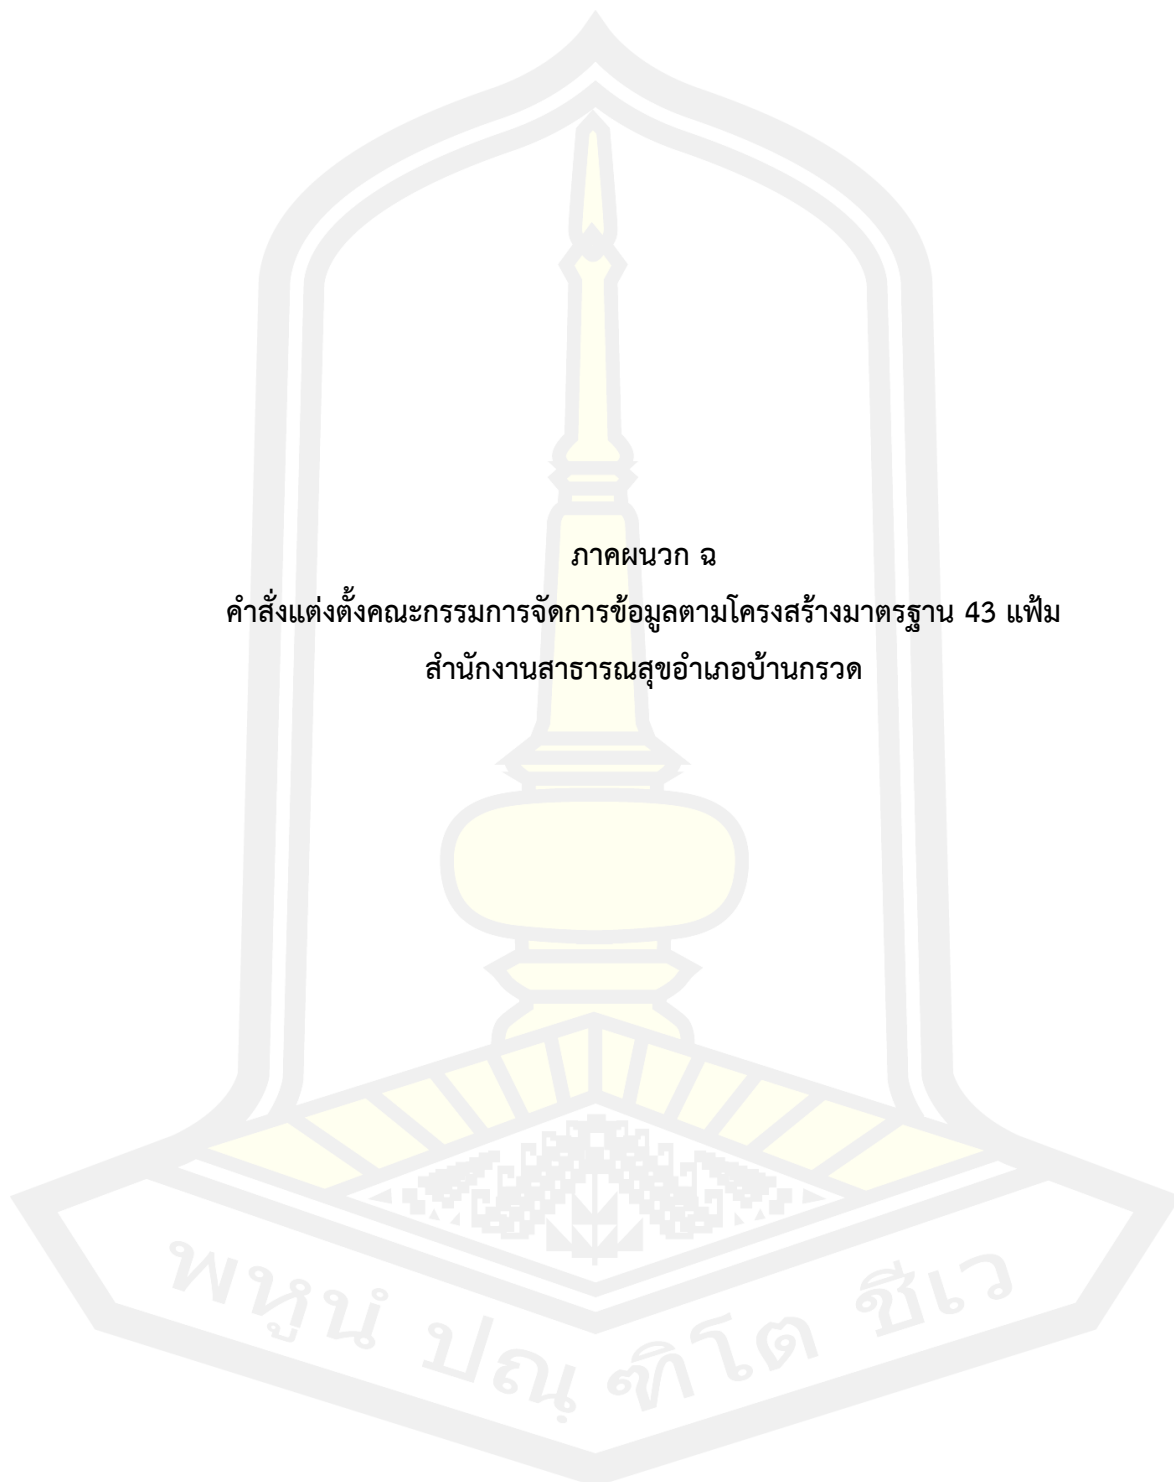 ภาคผนวก ฉ
คำสั่งแต่งตั้งคณะกรรมการจัดการข้อมูลตามโครงสร้างมาตรฐาน 43 แฟ้ม
สำนักงานสาธารณสุขอำเภอบ้านกรวด
พหูนํ ปณฺฑิโต ชีเว